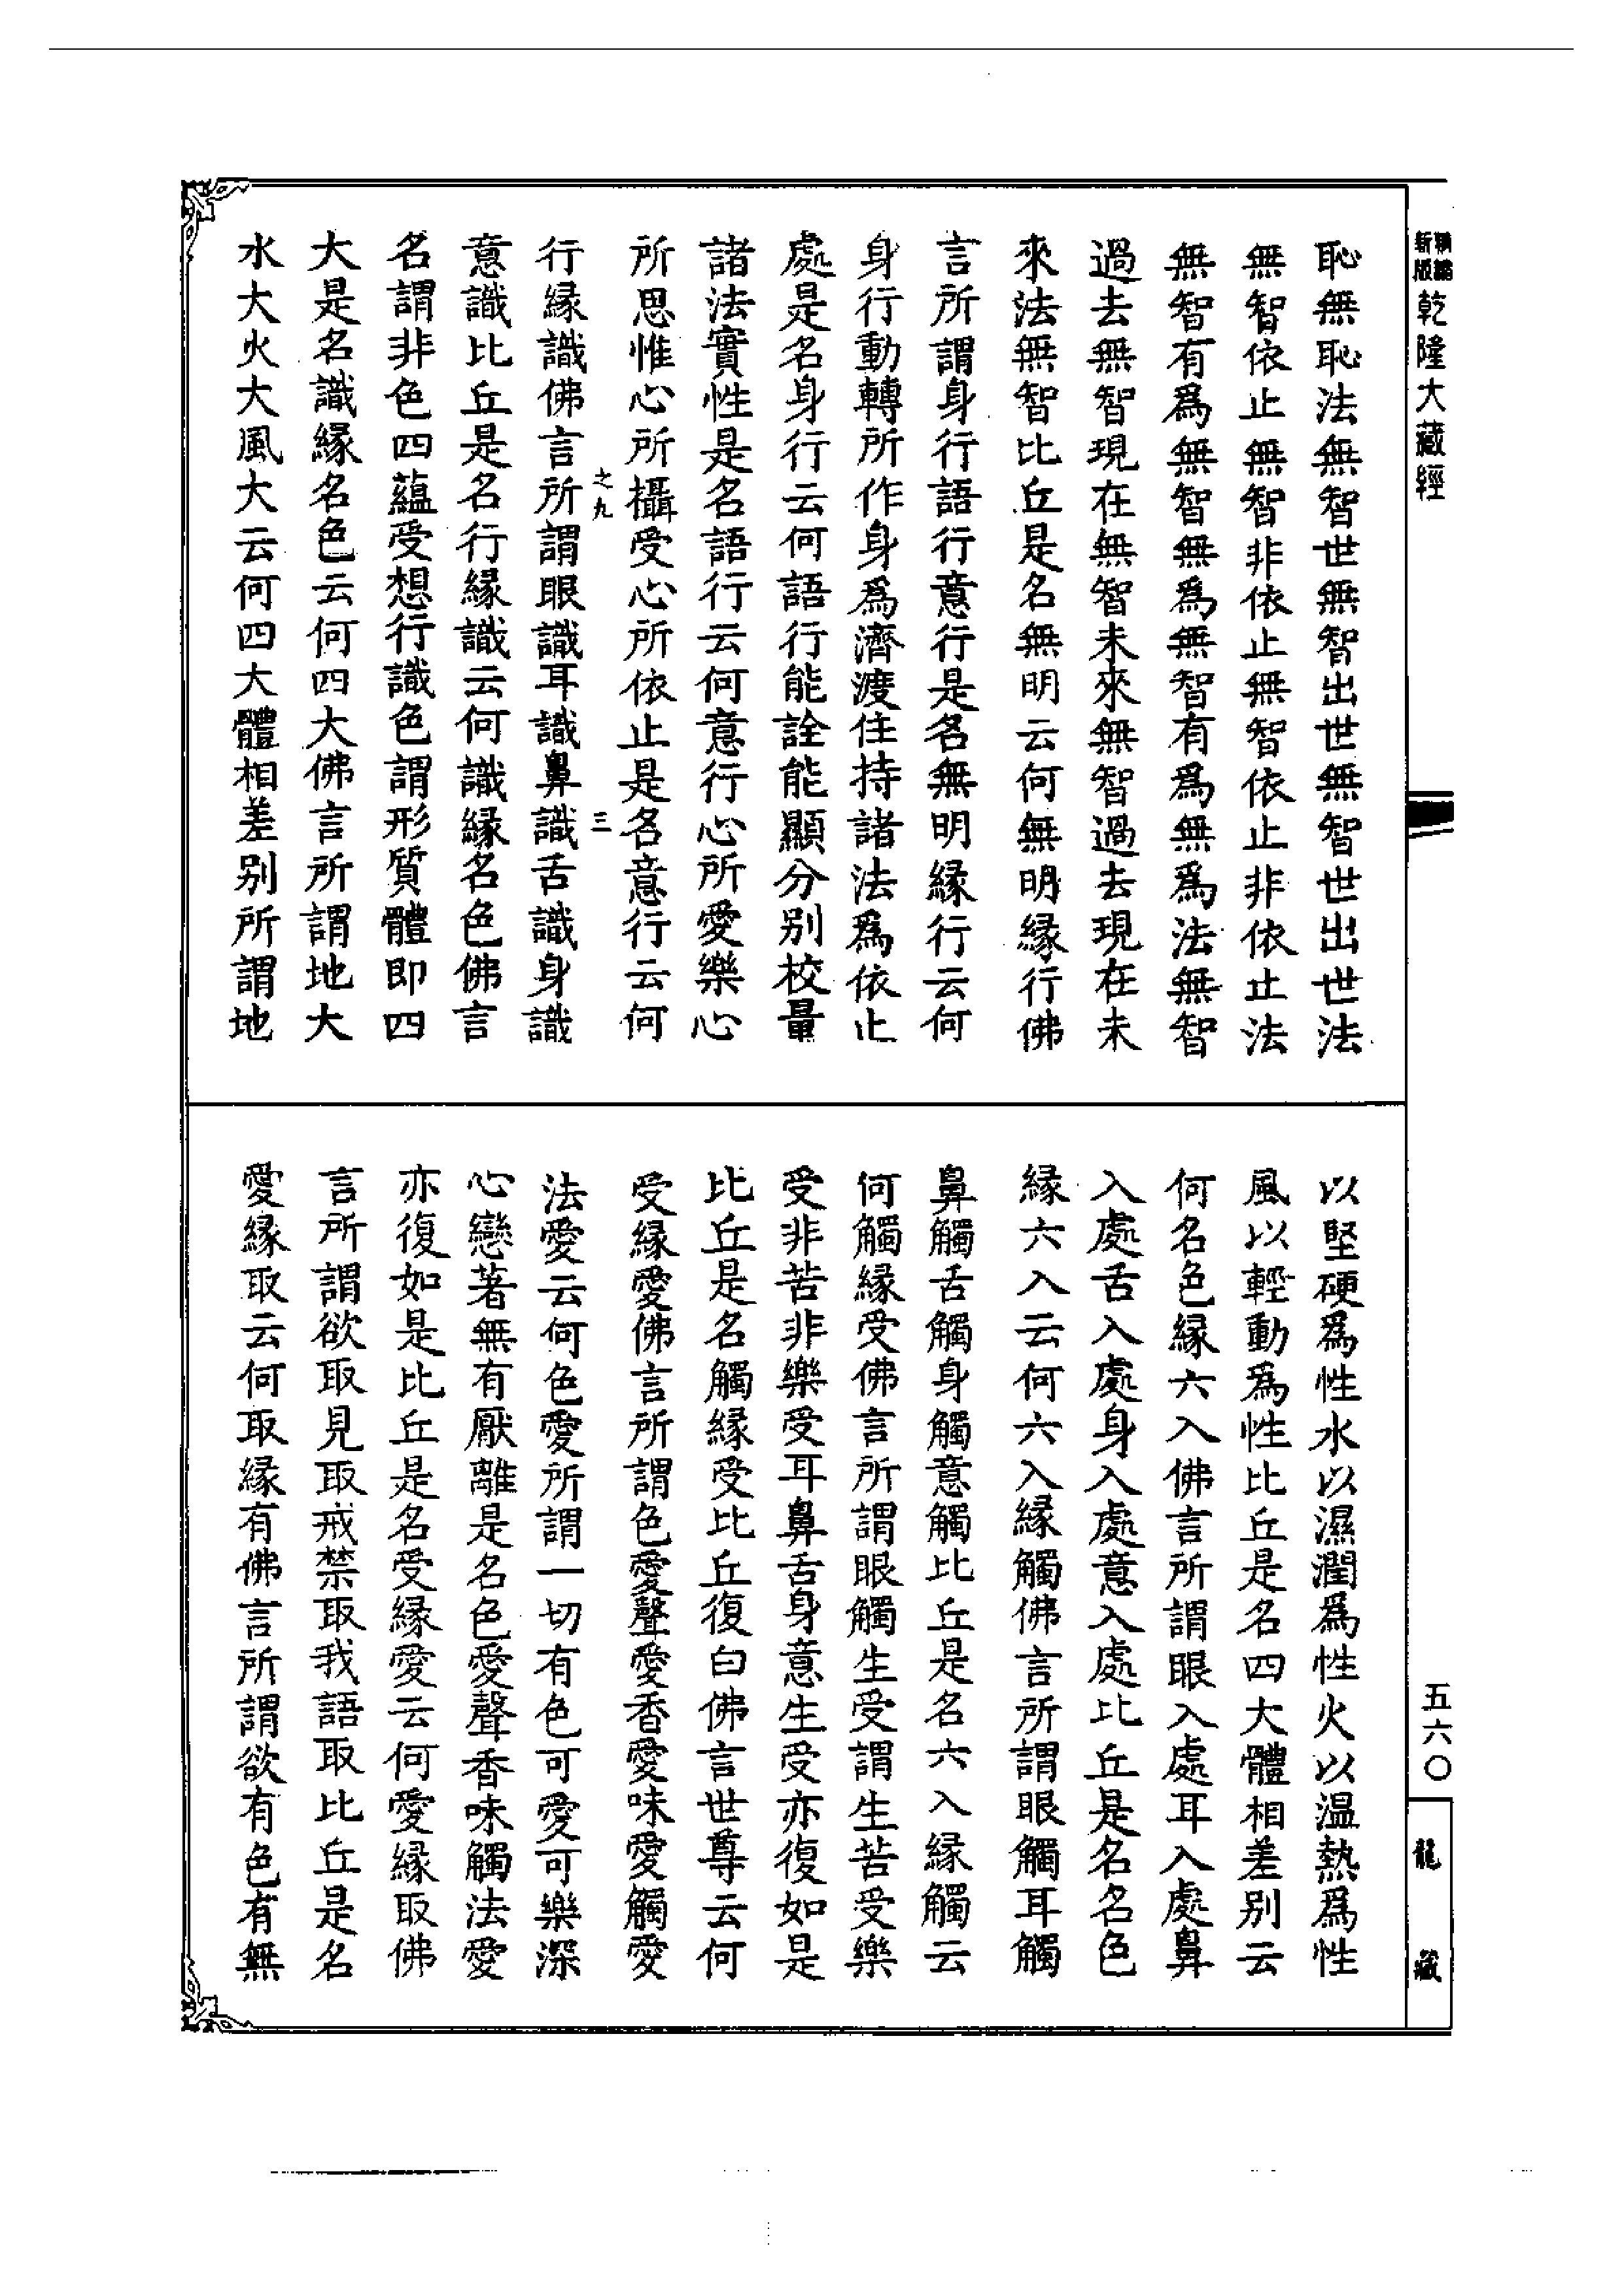 新編
新版
乾隆大藏經
恥無恥法無智世無智出世無智世出世法
無智依止無智非依止無智依止非依止法
無智有為無智無為無智有為無為法無智
過去無智現在無智未來無智過去現在未
來法無智比丘是名無明云何無明緣行佛
言所謂身行語行意行是名無明緣行云何
身行動轉所作身為濟渡住持諸法為依止
處是名身行云何語行能詮能顯分別校量
諸法實性是名語行云何意行心所愛樂心
所思惟心所攝受心所依止是名意行云何
之九 三
行緣識佛言所謂眼識耳識鼻識舌識身識
意識比丘是名行緣識云何識緣名色佛言
名謂非色四蘊受想行識色謂形質體即四
大是名識緣名色云何四大佛言所謂地大
水大火大風大云何四大體相差別所謂地
以堅硬為性水以濕潤為性火以溫熱為性
風以輕動為性比丘是名四大體相差別云
何名色緣六入佛言所謂眼入處耳入處鼻
入處舌入處身入處意入處比丘是名名色
緣六入云何六入緣觸佛言所謂眼觸耳觸
鼻觸舌觸身觸意觸比丘是名六入緣觸云
何觸緣受佛言所謂眼觸生受謂生苦受樂
受非苦非樂受耳鼻舌身意生受亦復如是
比丘是名觸緣受比丘復白佛言世尊云何
受緣愛佛言所謂色愛聲愛香愛味愛觸愛
法愛云何色愛所謂一切有色可愛可樂深
心戀著無有厭離是名色愛聲香味觸法愛
亦復如是比丘是名受緣愛云何愛緣取佛
言所謂欲取見取戒禁取我語取比丘是名
愛緣取云何取緣有佛言所謂欲有色有無
五六〇
龍藏